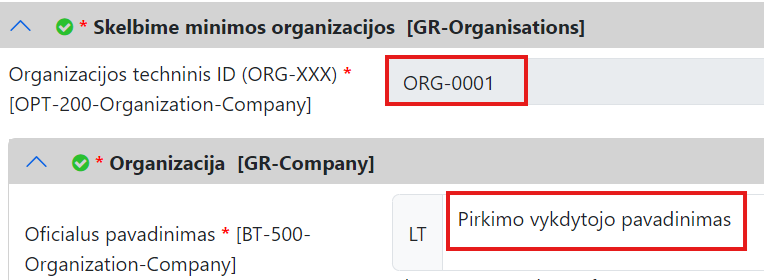 * Skelbime minimos organizacijos [GR-Organisations]
Organizacijos techninis ID (ORG-XXX) *
[OPT-200-Organization-Company]
ORG-0001
* Organizacija [GR-Company]
Oficialus pavadinimas * [BT-500-
Organization-Company]
LT
Pirkimo vykdytojo pavadinimas